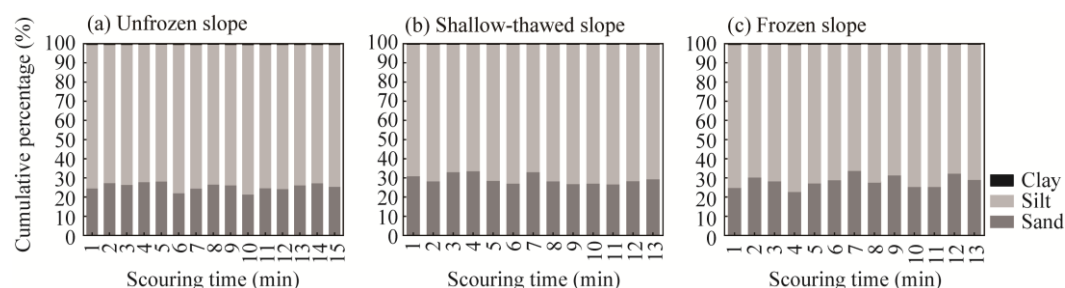 (a) Unfrozen slope
(b) Shallow-thawed slope
(c) Frozen slope
Cumulative percentage (%)
100
90
80
70
60
50
40
30
20
10
0
1 2 3 4 5 6 7 8 9 10 11 12 13 14 15
Scouring time (min)
100
90
80
70
60
50
40
30
20
10
0
1 2 3 4 5 6 7 8 9 10 11 12 13
Scouring time (min)
100
90
80
70
60
50
40
30
20
10
0
1 2 3 4 5 6 7 8 9 10 11 12 13
Scouring time (min)
Clay
Silt
Sand